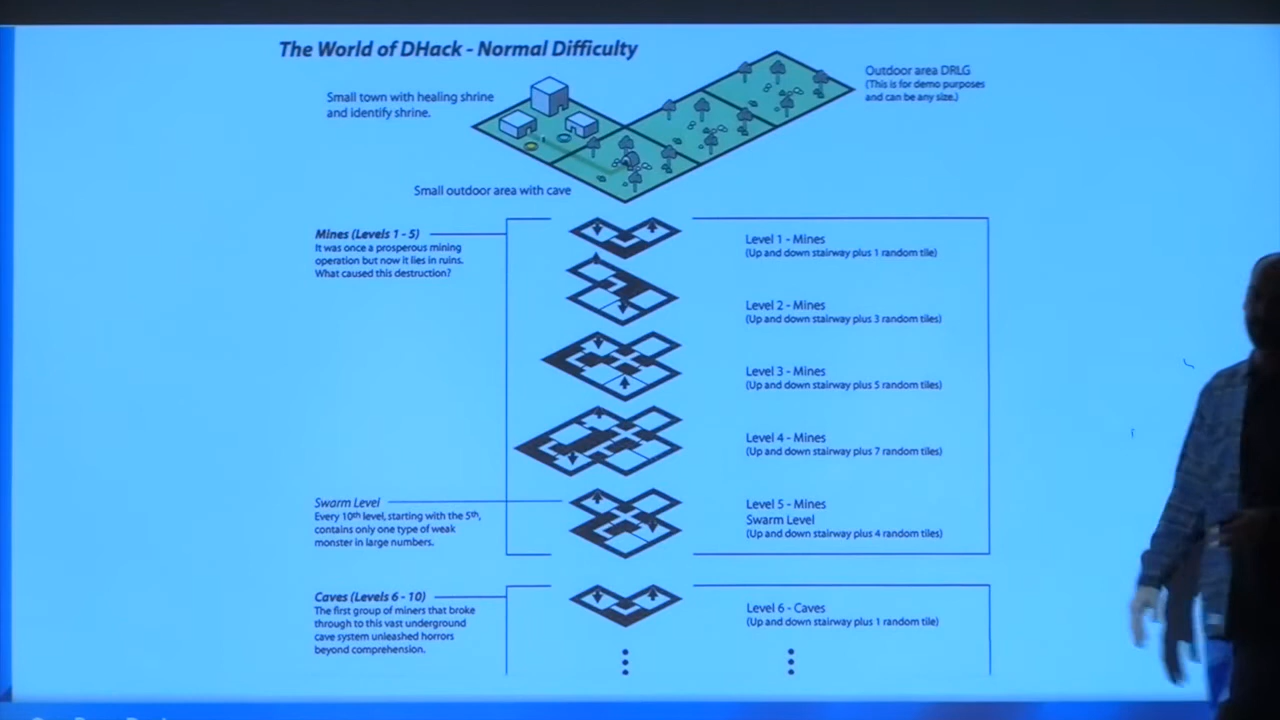 The World of DHack - Normal Difficulty
Small town with healing shrine
and identify shrine.
Outdoor area DRLG
(This is for demo purposes
and can be any size.)
Small outdoor area with cave
Mines (Levels 1 - 5)
It was once a prosperous mining
operation but now it lies in ruins.
What caused this destruction?
Level 1 - Mines
(Up and down stairway plus 1 random tile)
Level 2 - Mines
(Up and down stairway plus 3 random tiles)
Level 3 - Mines
(Up and down stairway plus 5 random tiles)
Level 4 - Mines
(Up and down stairway plus 7 random tiles)
Swarm Level
Every 10th level, starting with the 5th,
contains only one type of weak
monster in large numbers.
Level 5 - Mines
Swarm Level
(Up and down stairway plus 4 random tiles)
Caves (Levels 6 - 10)
The first group of miners that broke
through to this vast underground
cave system unleashed horrors
beyond comprehension.
Level 6 - Caves
(Up and down stairway plus 1 random tile)